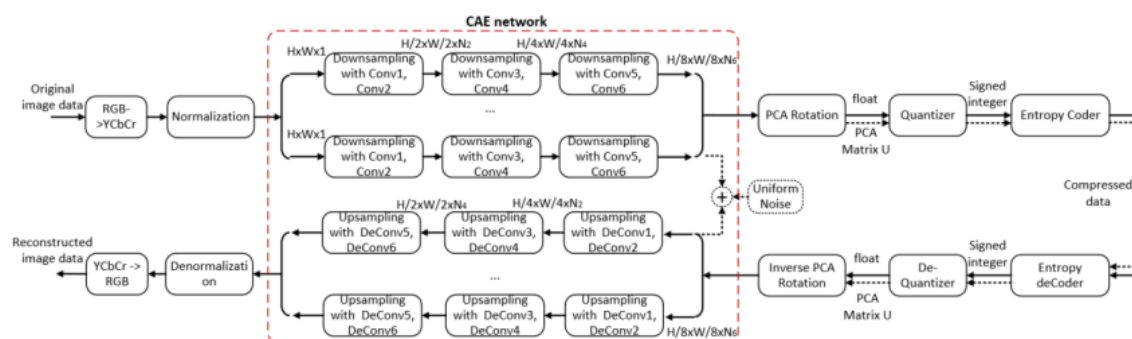 CAE network
HxWx1
H/2xW/2xN2
H/4xW/4xN4
H/8xW/8xN6
Original
image data
RGB-
>YCbCr
Normalization
Downsampling
with Conv1,
Conv2
Downsampling
with Conv3,
Conv4
Downsampling
with Conv5,
Conv6
...
HxWx1
Downsampling
with Conv1,
Conv2
Downsampling
with Conv3,
Conv4
Downsampling
with Conv5,
Conv6
PCA Rotation
float
PCA
Matrix U
Quantizer
Signed
integer
Entropy Coder
Uniform
Noise
Compressed
data
H/2xW/2xN4
H/4xW/4xN2
Reconstructed
image data
YCbCr ->
RGB
Denormalizati
on
Upsampling
with DeConv5,
DeConv6
Upsampling
with DeConv3,
DeConv4
Upsampling
with DeConv1,
DeConv2
...
Upsampling
with DeConv5,
DeConv6
Upsampling
with DeConv3,
DeConv4
Upsampling
with DeConv1,
DeConv2
H/8xW/8xN6
Inverse PCA
Rotation
float
PCA
Matrix U
De-
Quantizer
Signed
integer
Entropy
deCoder